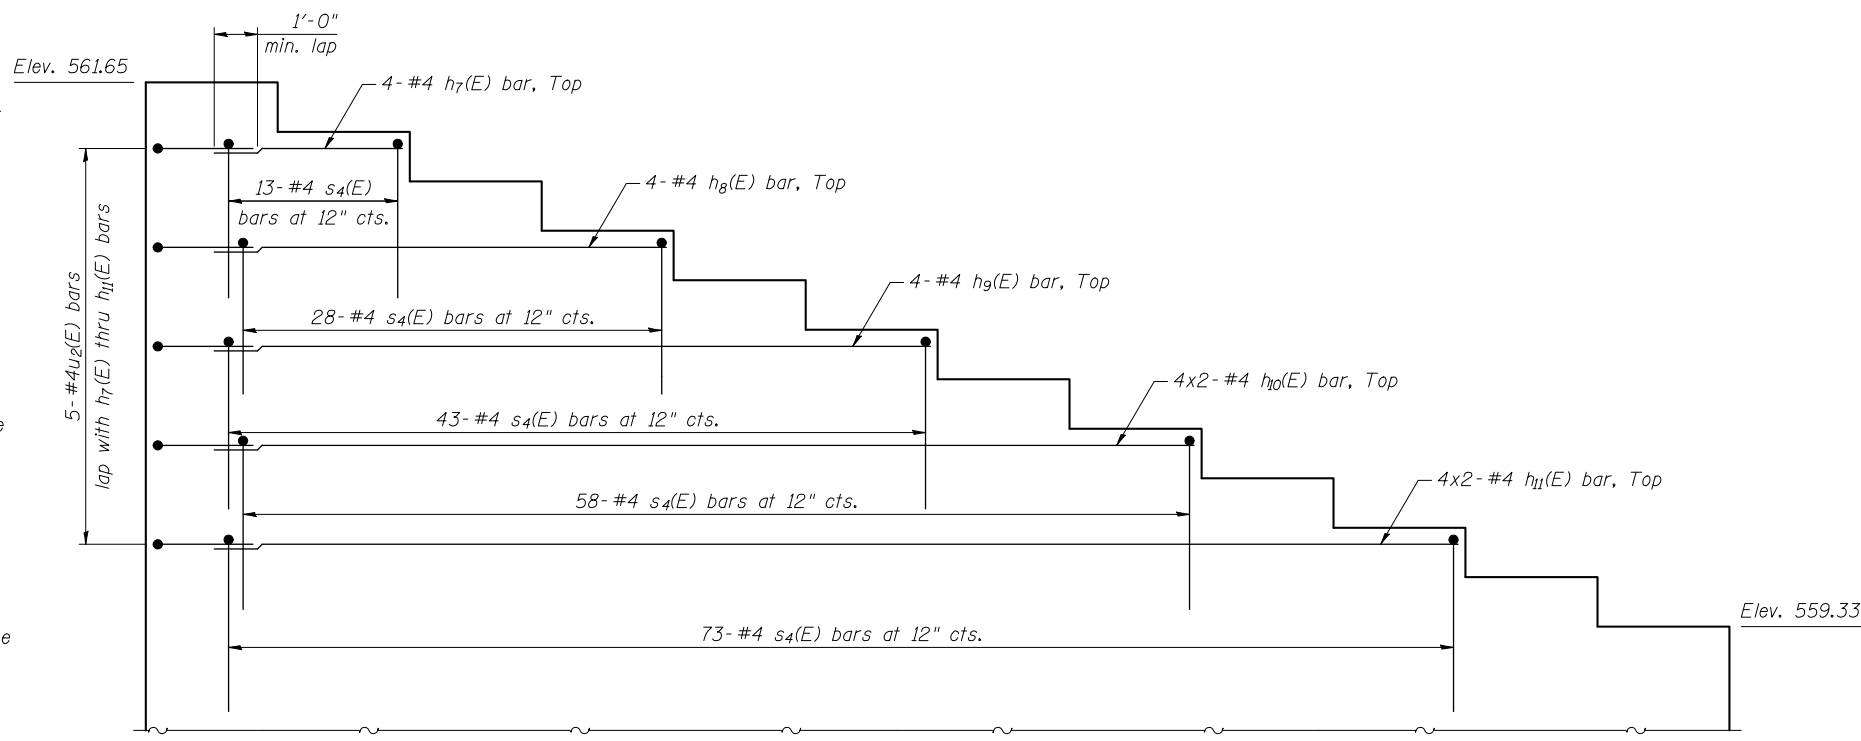 1'-0"
min. lap
Elev. 561.65
4-#4 h7(E) bar, Top
13-#4 s4(E)
bars at 12" cts.
4-#4 h8(E) bar, Top
28-#4 s4(E) bars at 12" cts.
4-#4 h9(E) bar, Top
5-#4u2(E) bars
lap with h7(E) thru h11(E) bars
43-#4 s4(E) bars at 12" cts.
4x2-#4 h10(E) bar, Top
58-#4 s4(E) bars at 12" cts.
4x2-#4 h11(E) bar, Top
73-#4 s4(E) bars at 12" cts.
Elev. 559.33
e
e